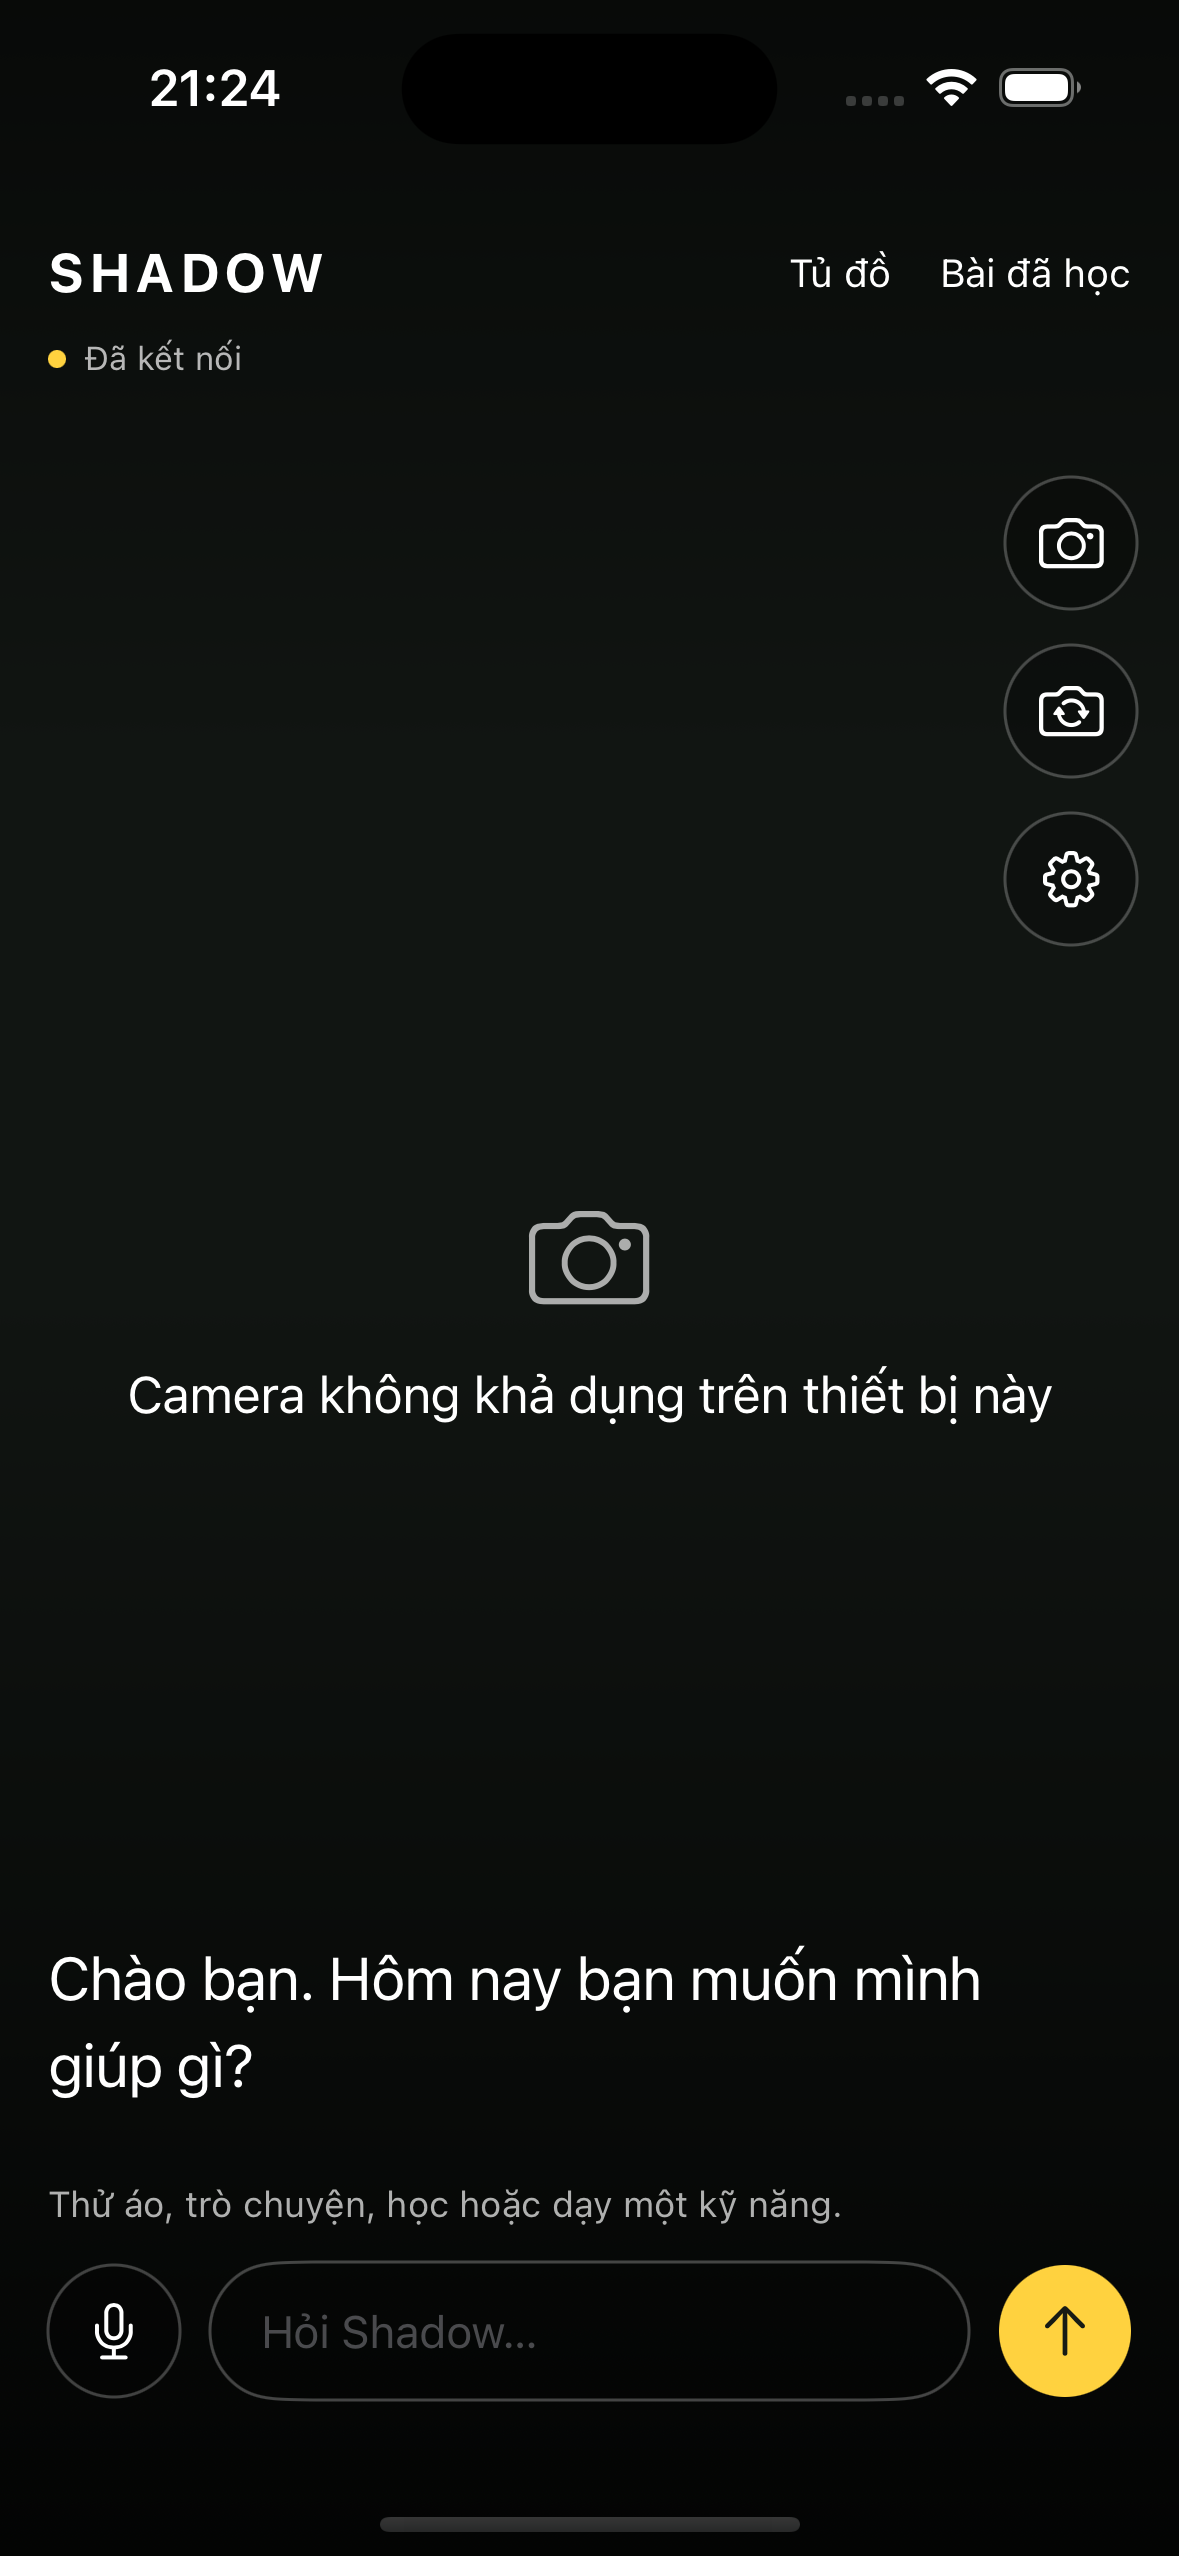 21:24
SHADOW
Tủ đồ
Bài đã học
Đã kết nối
Camera không khả dụng trên thiết bị này
Chào bạn. Hôm nay bạn muốn mình
giúp gì?
Thử áo, trò chuyện, học hoặc dạy một kỹ năng.
Hỏi Shadow...